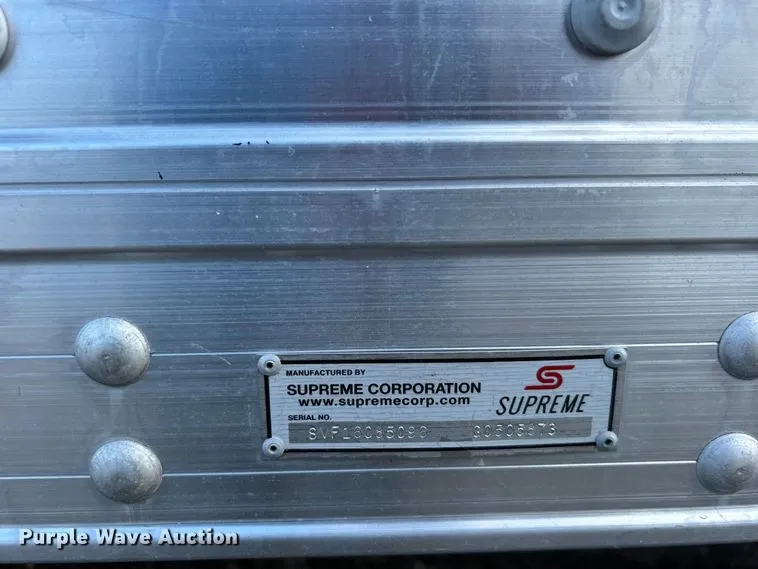 MANUFACTURED BY
SUPREME CORPORATION
www.supremecorp.com
SUPREME
SERIAL NO.
Purple Wave Auction